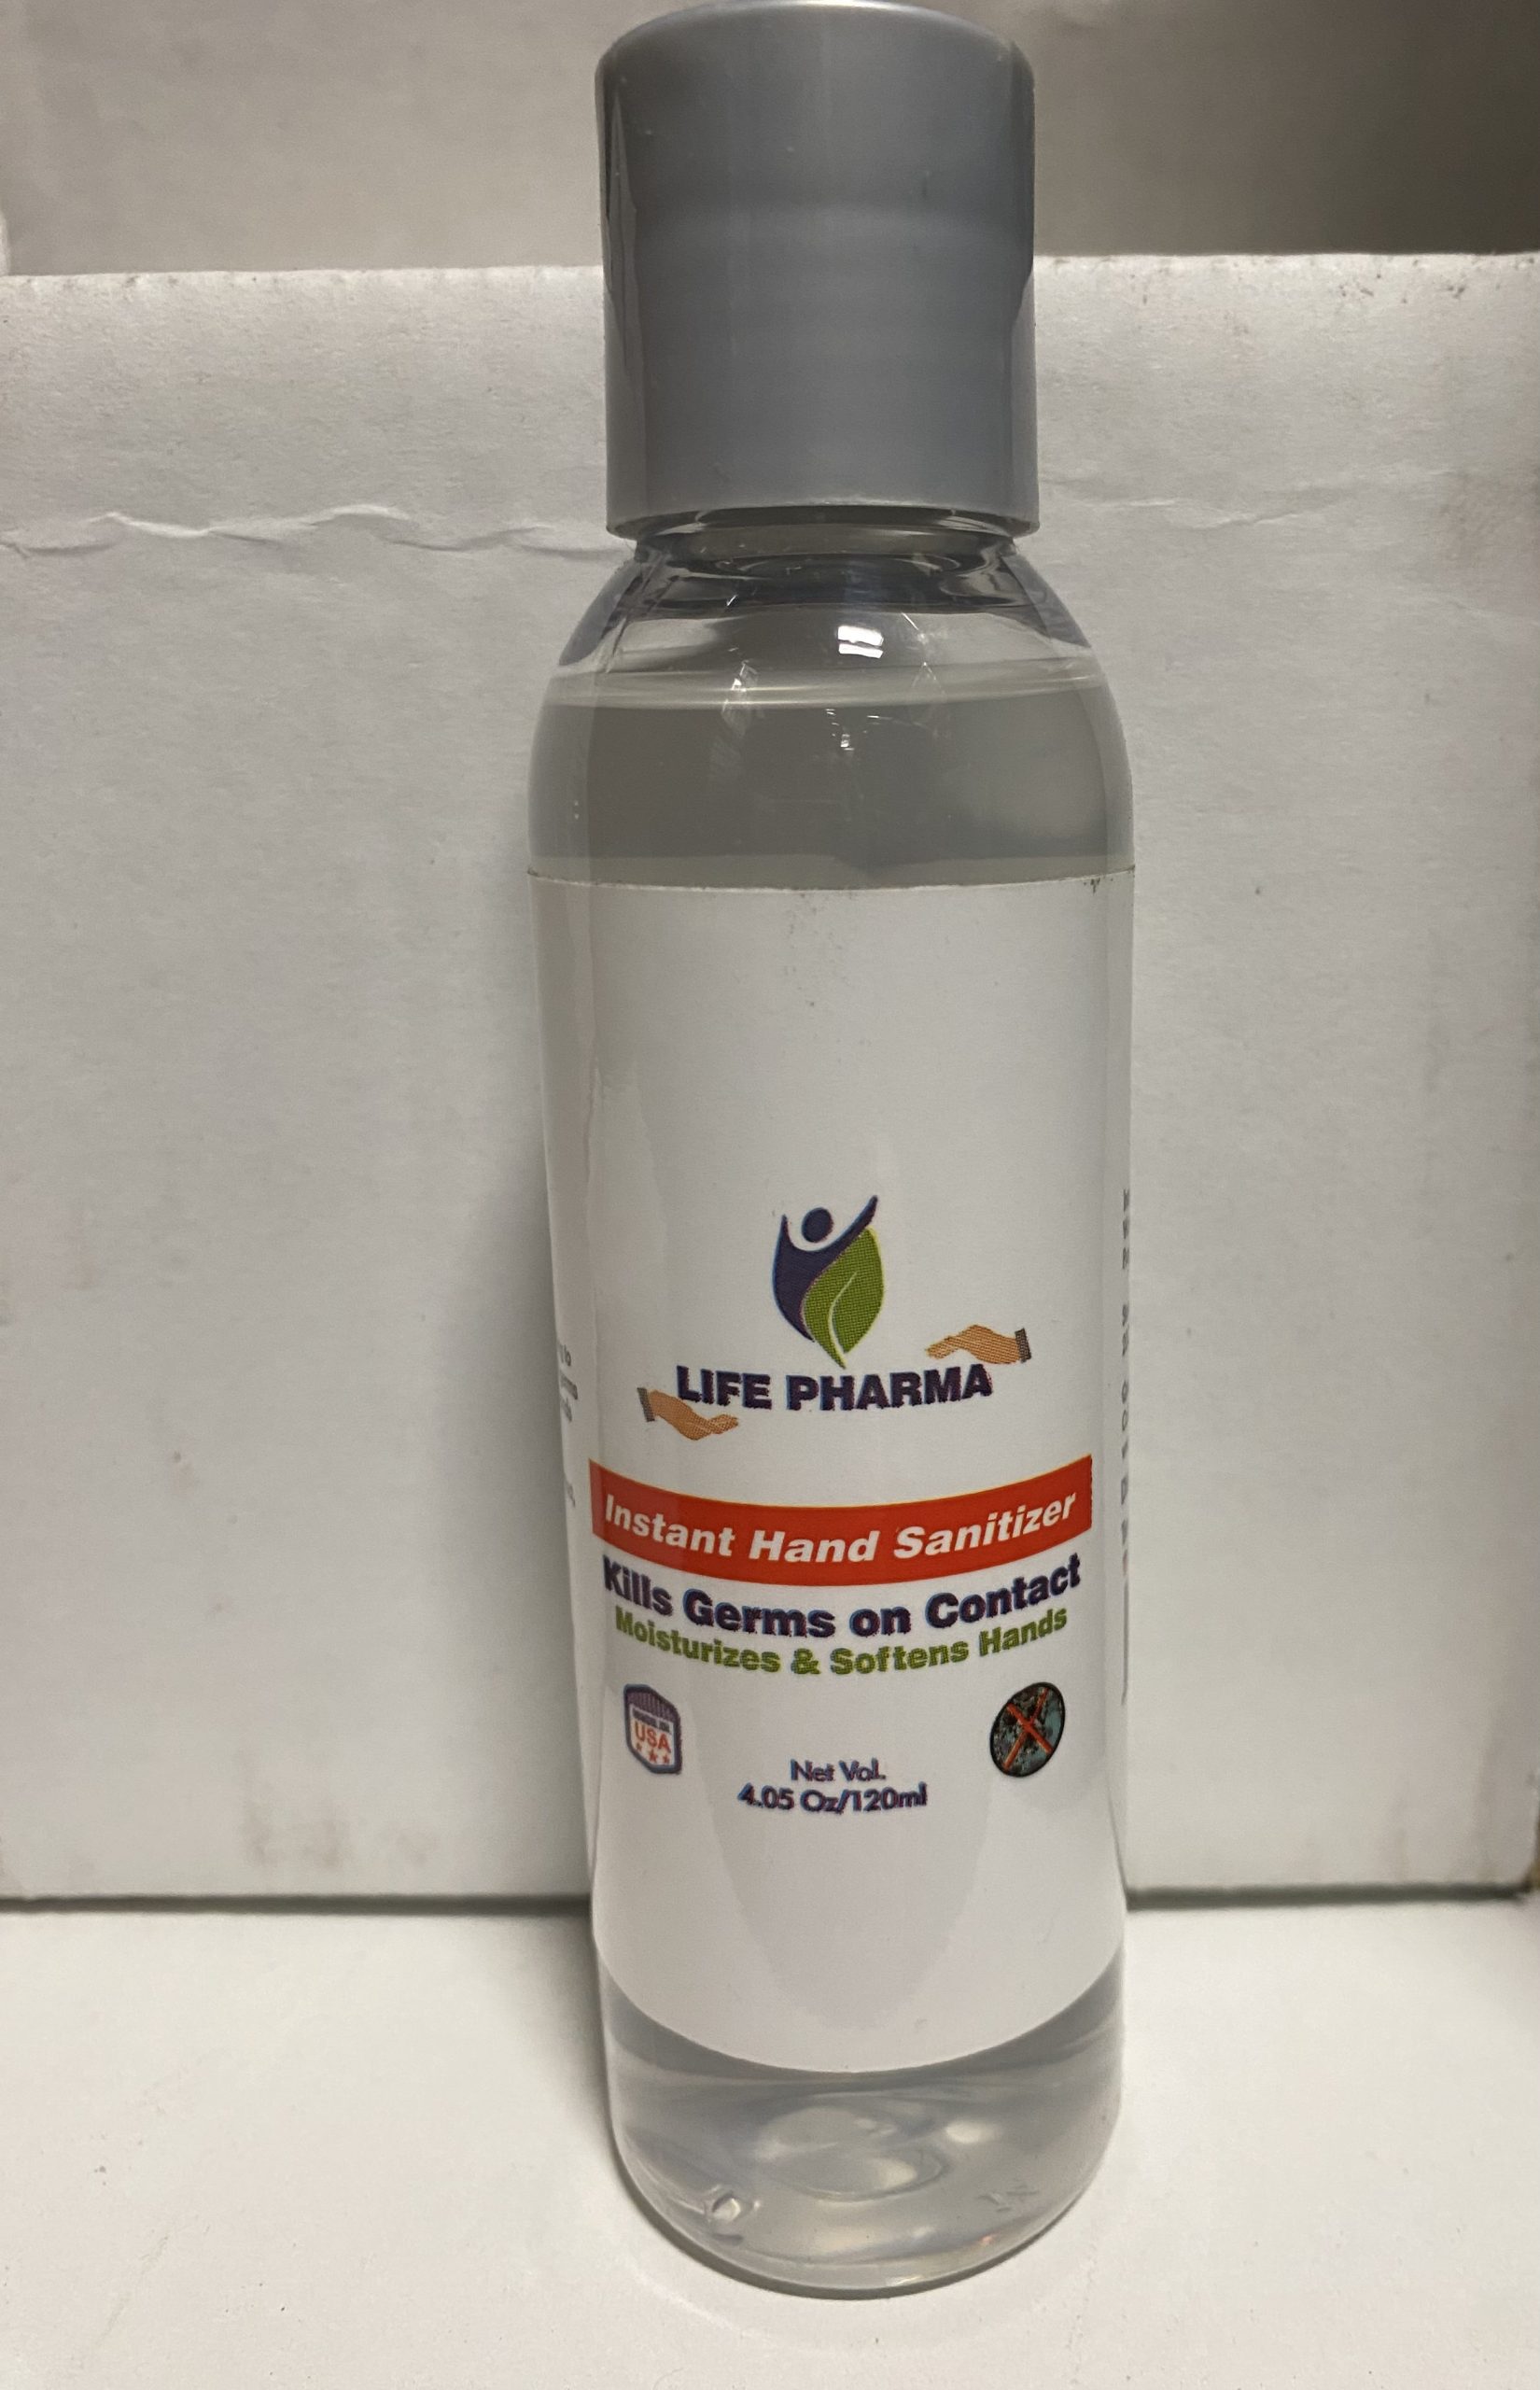 LIFE PHARMA
Instant Hand Sanitizer
Kills Germs on Contact
Moisturizes & Softens Hands
USA
Net Vol.
4.05 Oz/120ml